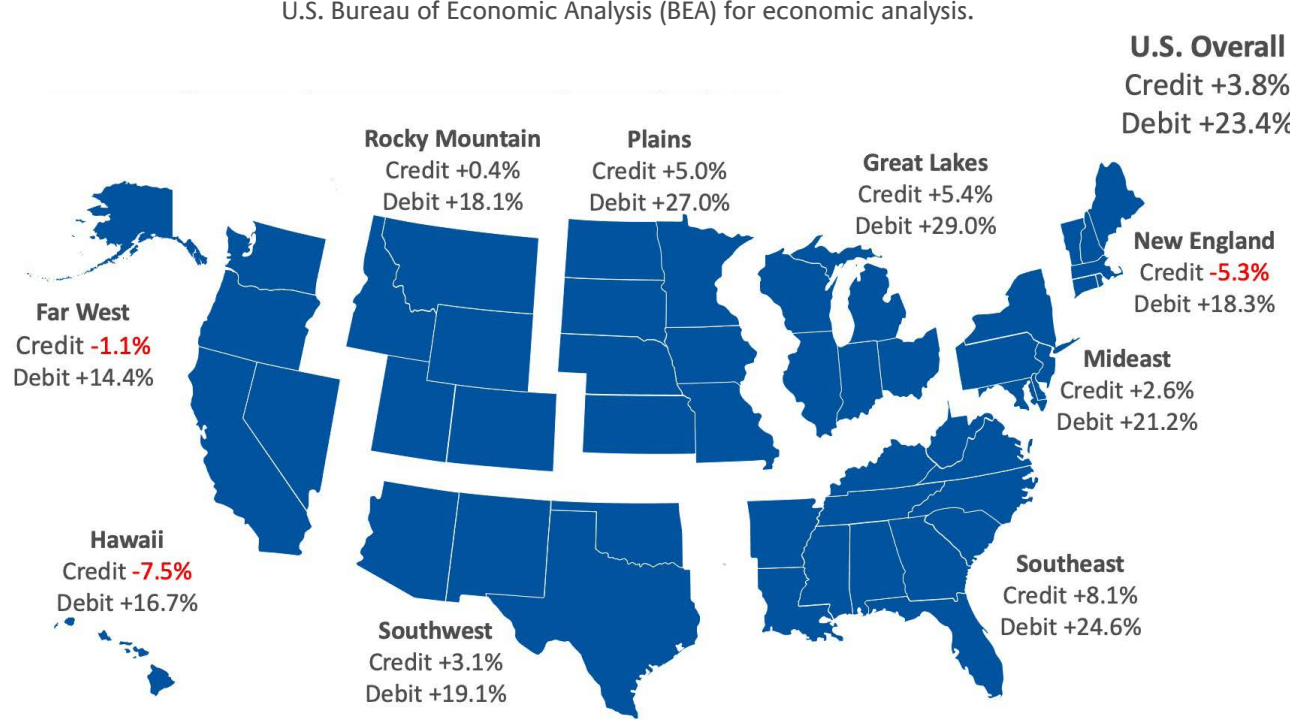 U.S. Bureau of Economic Analysis (BEA) for economic analysis.
U.S. Overall
Credit +3.8%
Debit +23.4%
Rocky Mountain
Credit +0.4%
Debit +18.1%
Plains
Credit +5.0%
Debit +27.0%
Great Lakes
Credit +5.4%
Debit +29.0%
New England
Credit -5.3%
Debit +18.3%
Far West
Credit -1.1%
Debit +14.4%
Mideast
Credit +2.6%
Debit +21.2%
Hawaii
Credit -7.5%
Debit +16.7%
Southeast
Credit +8.1%
Debit +24.6%
Southwest
Credit +3.1%
Debit +19.1%